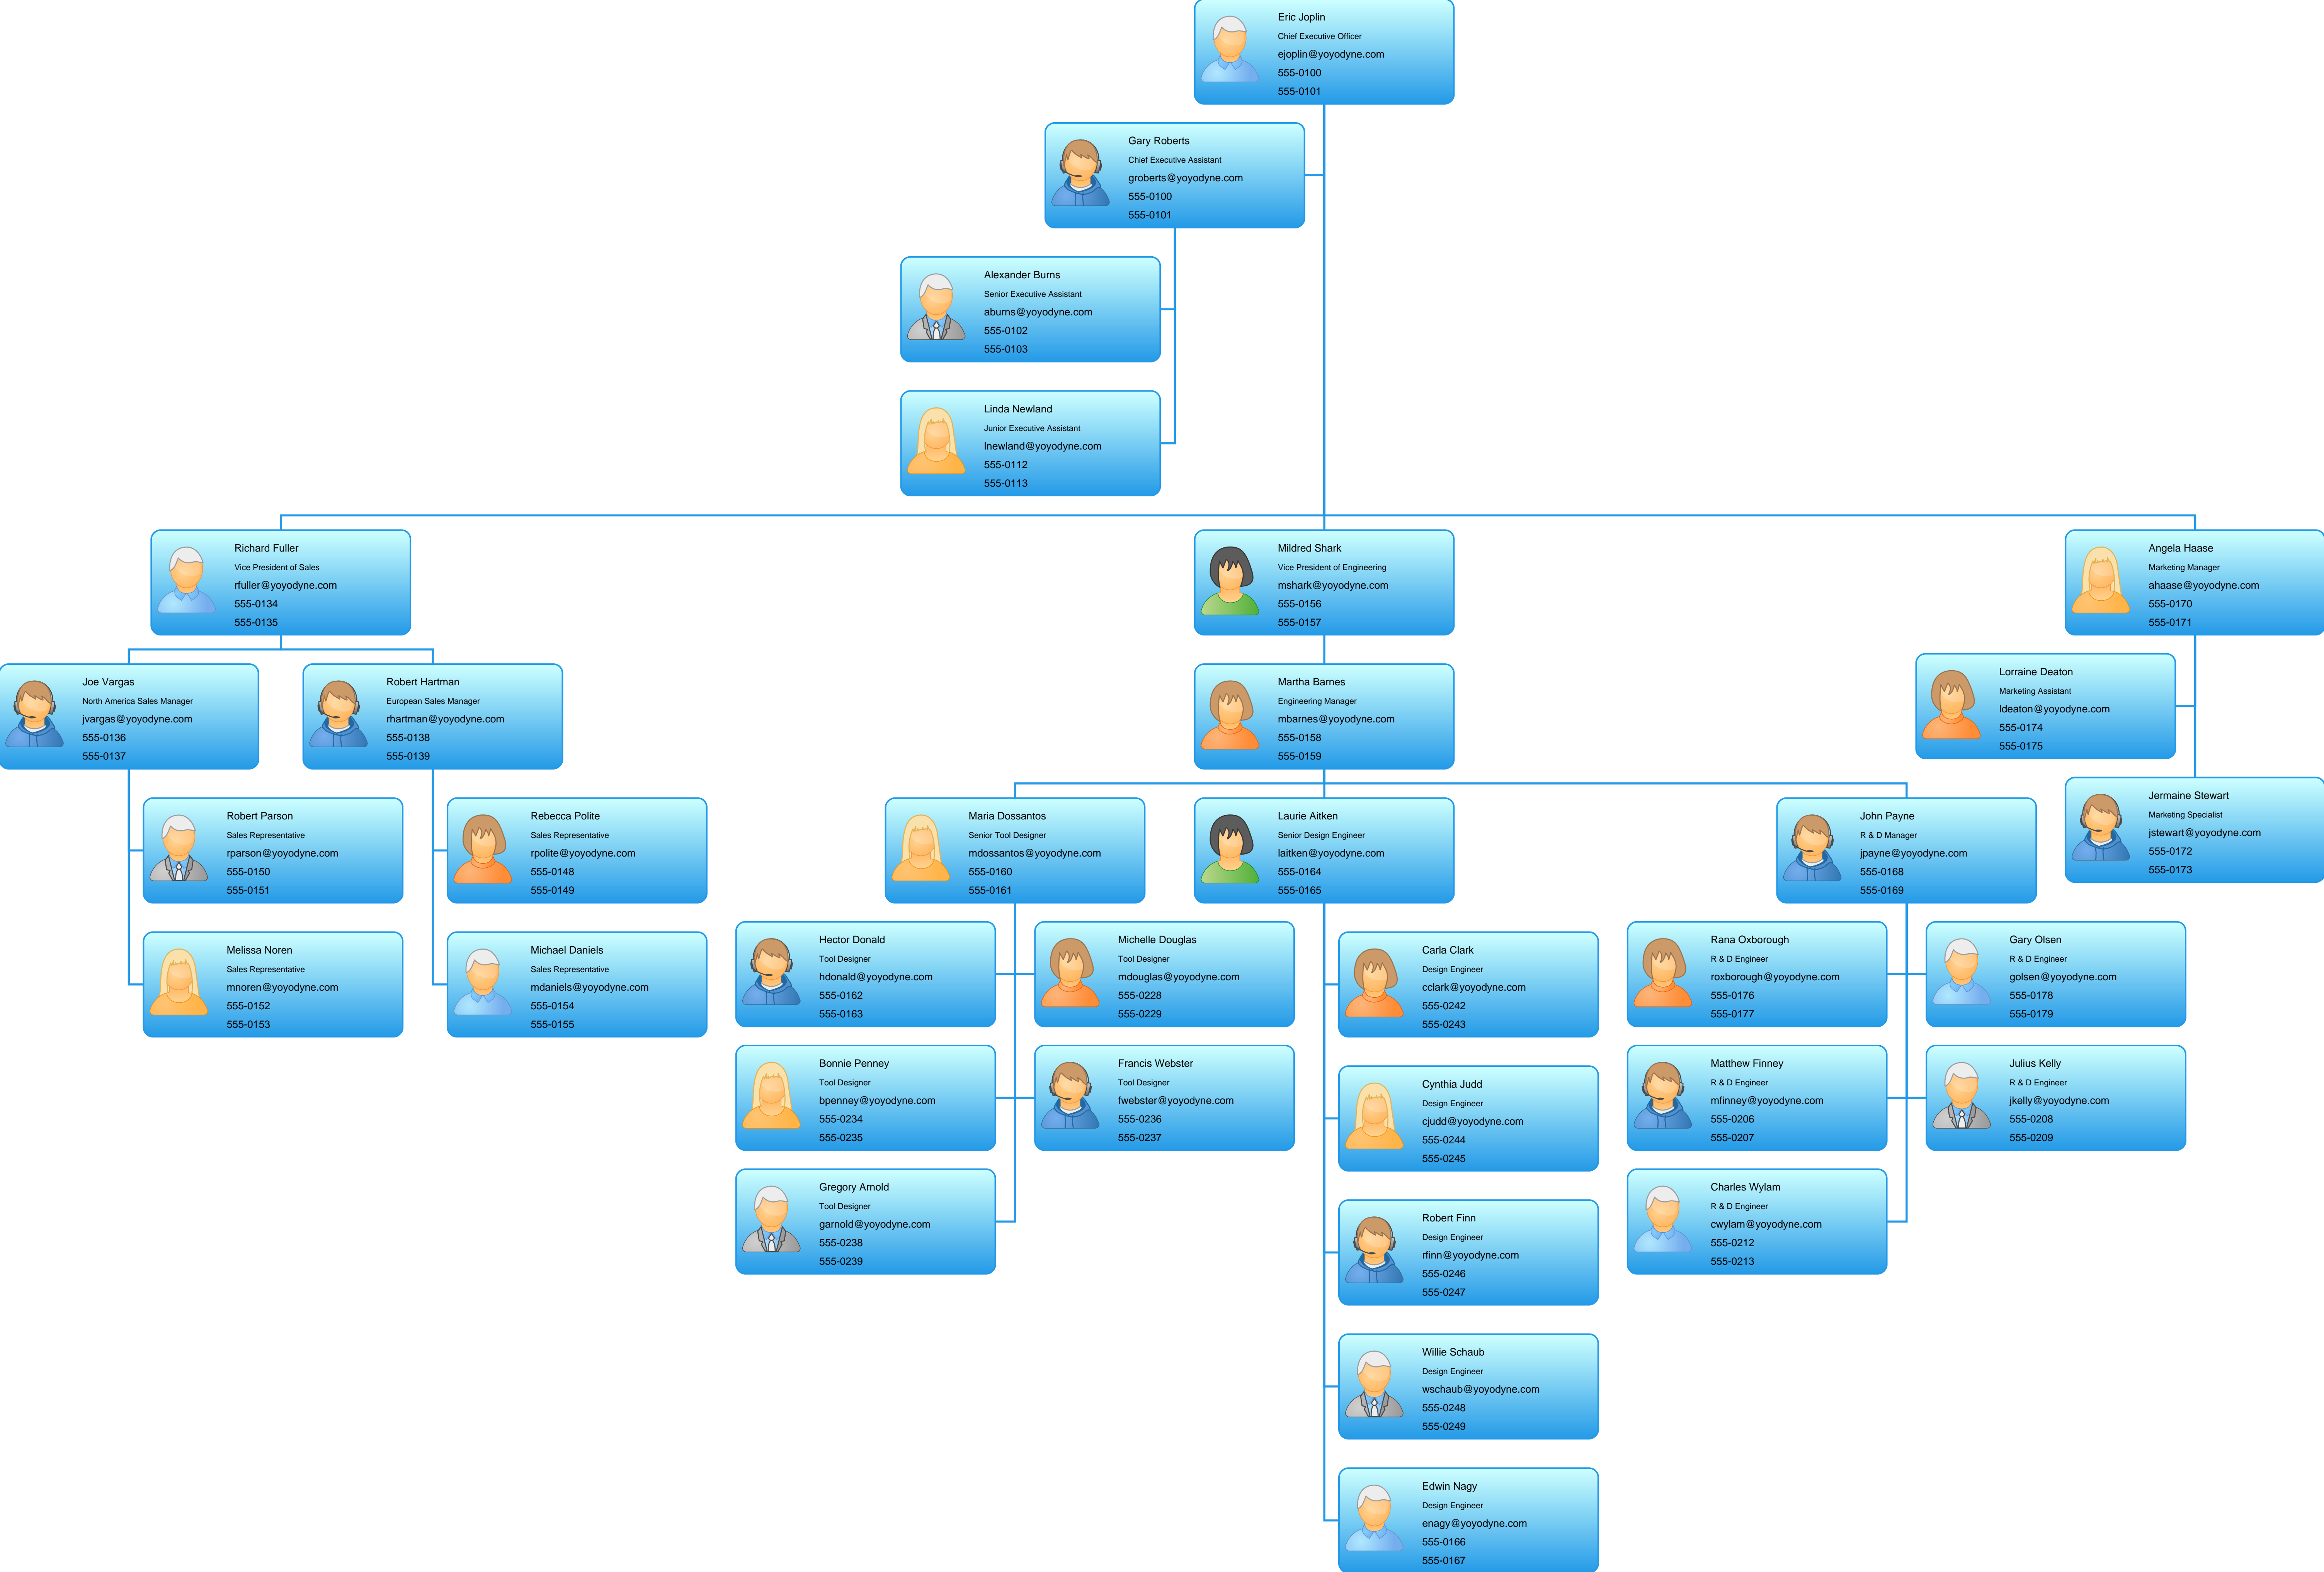 Eric Joplin
Chief Executive Officer
ejoplin@yoyodyne.com
555-0100
555-0101
Gary Roberts
Chief Executive Assistant
groberts@yoyodyne.com
555-0100
555-0101
Alexander Burns
Senior Executive Assistant
aburns@yoyodyne.com
555-0102
555-0103
Linda Newland
Junior Executive Assistant
lnewland@yoyodyne.com
555-0112
555-0113
Richard Fuller
Vice President of Sales
rfuller@yoyodyne.com
555-0134
555-0135
Mildred Shark
Vice President of Engineering
mshark@yoyodyne.com
555-0156
555-0157
Angela Haase
Marketing Manager
ahaase@yoyodyne.com
555-0170
555-0171
Joe Vargas
North America Sales Manager
jvargas@yoyodyne.com
555-0136
555-0137
Robert Hartman
European Sales Manager
rhartman@yoyodyne.com
555-0138
555-0139
Martha Barnes
Engineering Manager
mbarnes@yoyodyne.com
555-0158
555-0159
Lorraine Deaton
Marketing Assistant
ldeaton@yoyodyne.com
555-0174
555-0175
Robert Parson
Sales Representative
rparson@yoyodyne.com
555-0150
555-0151
Rebecca Polite
Sales Representative
rpolite@yoyodyne.com
555-0148
555-0149
Maria Dossantos
Senior Tool Designer
mdossantos@yoyodyne.com
555-0160
555-0161
Laurie Aitken
Senior Design Engineer
laitken@yoyodyne.com
555-0164
555-0165
John Payne
R & D Manager
jpayne@yoyodyne.com
555-0168
555-0169
Jermaine Stewart
Marketing Specialist
jstewart@yoyodyne.com
555-0172
555-0173
Melissa Noren
Sales Representative
mnoren@yoyodyne.com
555-0152
555-0153
Michael Daniels
Sales Representative
mdaniels@yoyodyne.com
555-0154
555-0155
Hector Donald
Tool Designer
hdonald@yoyodyne.com
555-0162
555-0163
Michelle Douglas
Tool Designer
mdouglas@yoyodyne.com
555-0228
555-0229
Carla Clark
Design Engineer
cclark@yoyodyne.com
555-0242
555-0243
Rana Oxborough
R & D Engineer
roxborough@yoyodyne.com
555-0176
555-0177
Gary Olsen
R & D Engineer
golsen@yoyodyne.com
555-0178
555-0179
Bonnie Penney
Tool Designer
bpenney@yoyodyne.com
555-0234
555-0235
Francis Webster
Tool Designer
fwebster@yoyodyne.com
555-0236
555-0237
Cynthia Judd
Design Engineer
cjudd@yoyodyne.com
555-0244
555-0245
Matthew Finney
R & D Engineer
mfinney@yoyodyne.com
555-0206
555-0207
Julius Kelly
R & D Engineer
jkelly@yoyodyne.com
555-0208
555-0209
Gregory Arnold
Tool Designer
garnold@yoyodyne.com
555-0238
555-0239
Robert Finn
Design Engineer
rfinn@yoyodyne.com
555-0246
555-0247
Charles Wylam
R & D Engineer
cwylam@yoyodyne.com
555-0212
555-0213
Willie Schaub
Design Engineer
wschaub@yoyodyne.com
555-0248
555-0249
Edwin Nagy
Design Engineer
enagy@yoyodyne.com
555-0166
555-0167